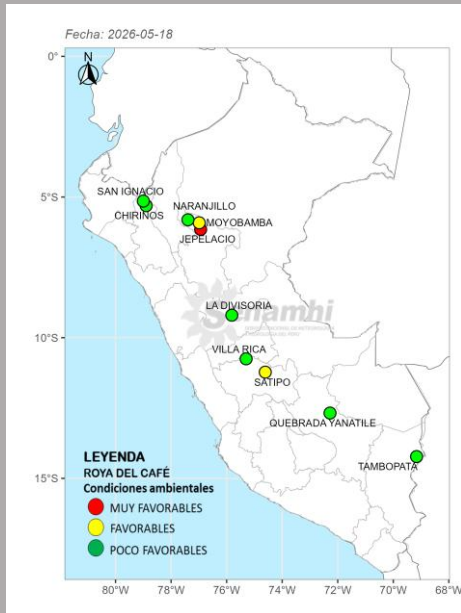 Fecha: 2026-05-18
N
0°
5°S
10°S
15°S
SAN IGNACIO
CHIRINOS
NARANJILLO
MOYOBAMBA
JEPELACIO
LA DIVISORIA
Senamhi
VILLA RICA
SATIPO
QUEBRADA YANATILE
TAMBOPATA
LEYENDA
ROYA DEL CAFÉ
Condiciones ambientales
MUY FAVORABLES
FAVORABLES
POCO FAVORABLES
80°W 78°W 76°W 74°W 72°W 70°W 68°W